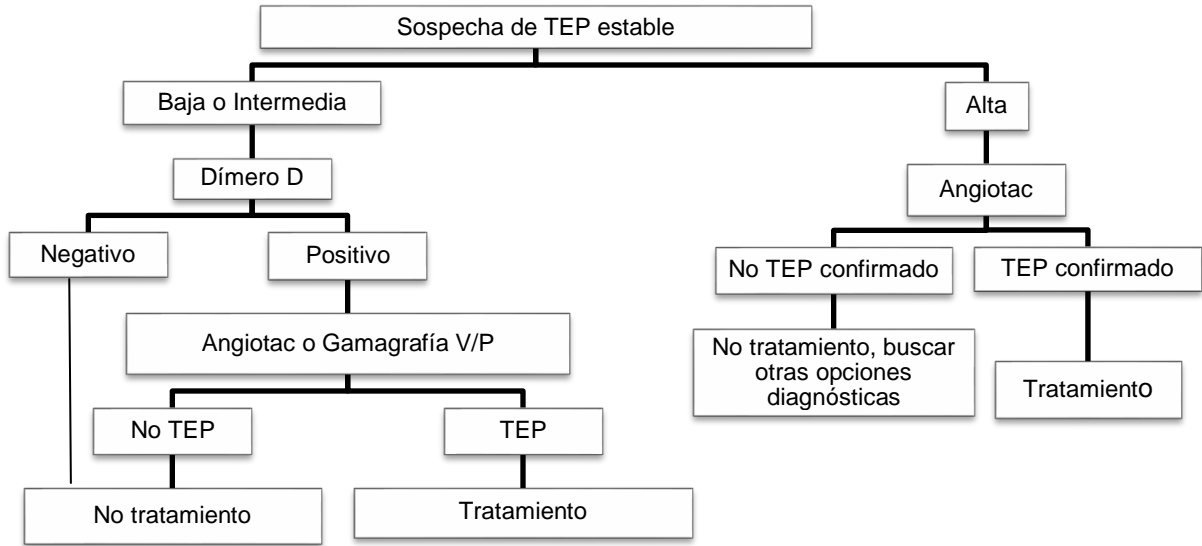 Sospecha de TEP estable
Baja o Intermedia
Alta
Dímero D
Angiotac
Negativo
Positivo
No TEP confirmado
TEP confirmado
Angiotac o Gamagrafía V/P
No tratamiento, buscar
otras opciones
diagnósticas
Tratamiento
No TEP
TEP
No tratamiento
Tratamiento